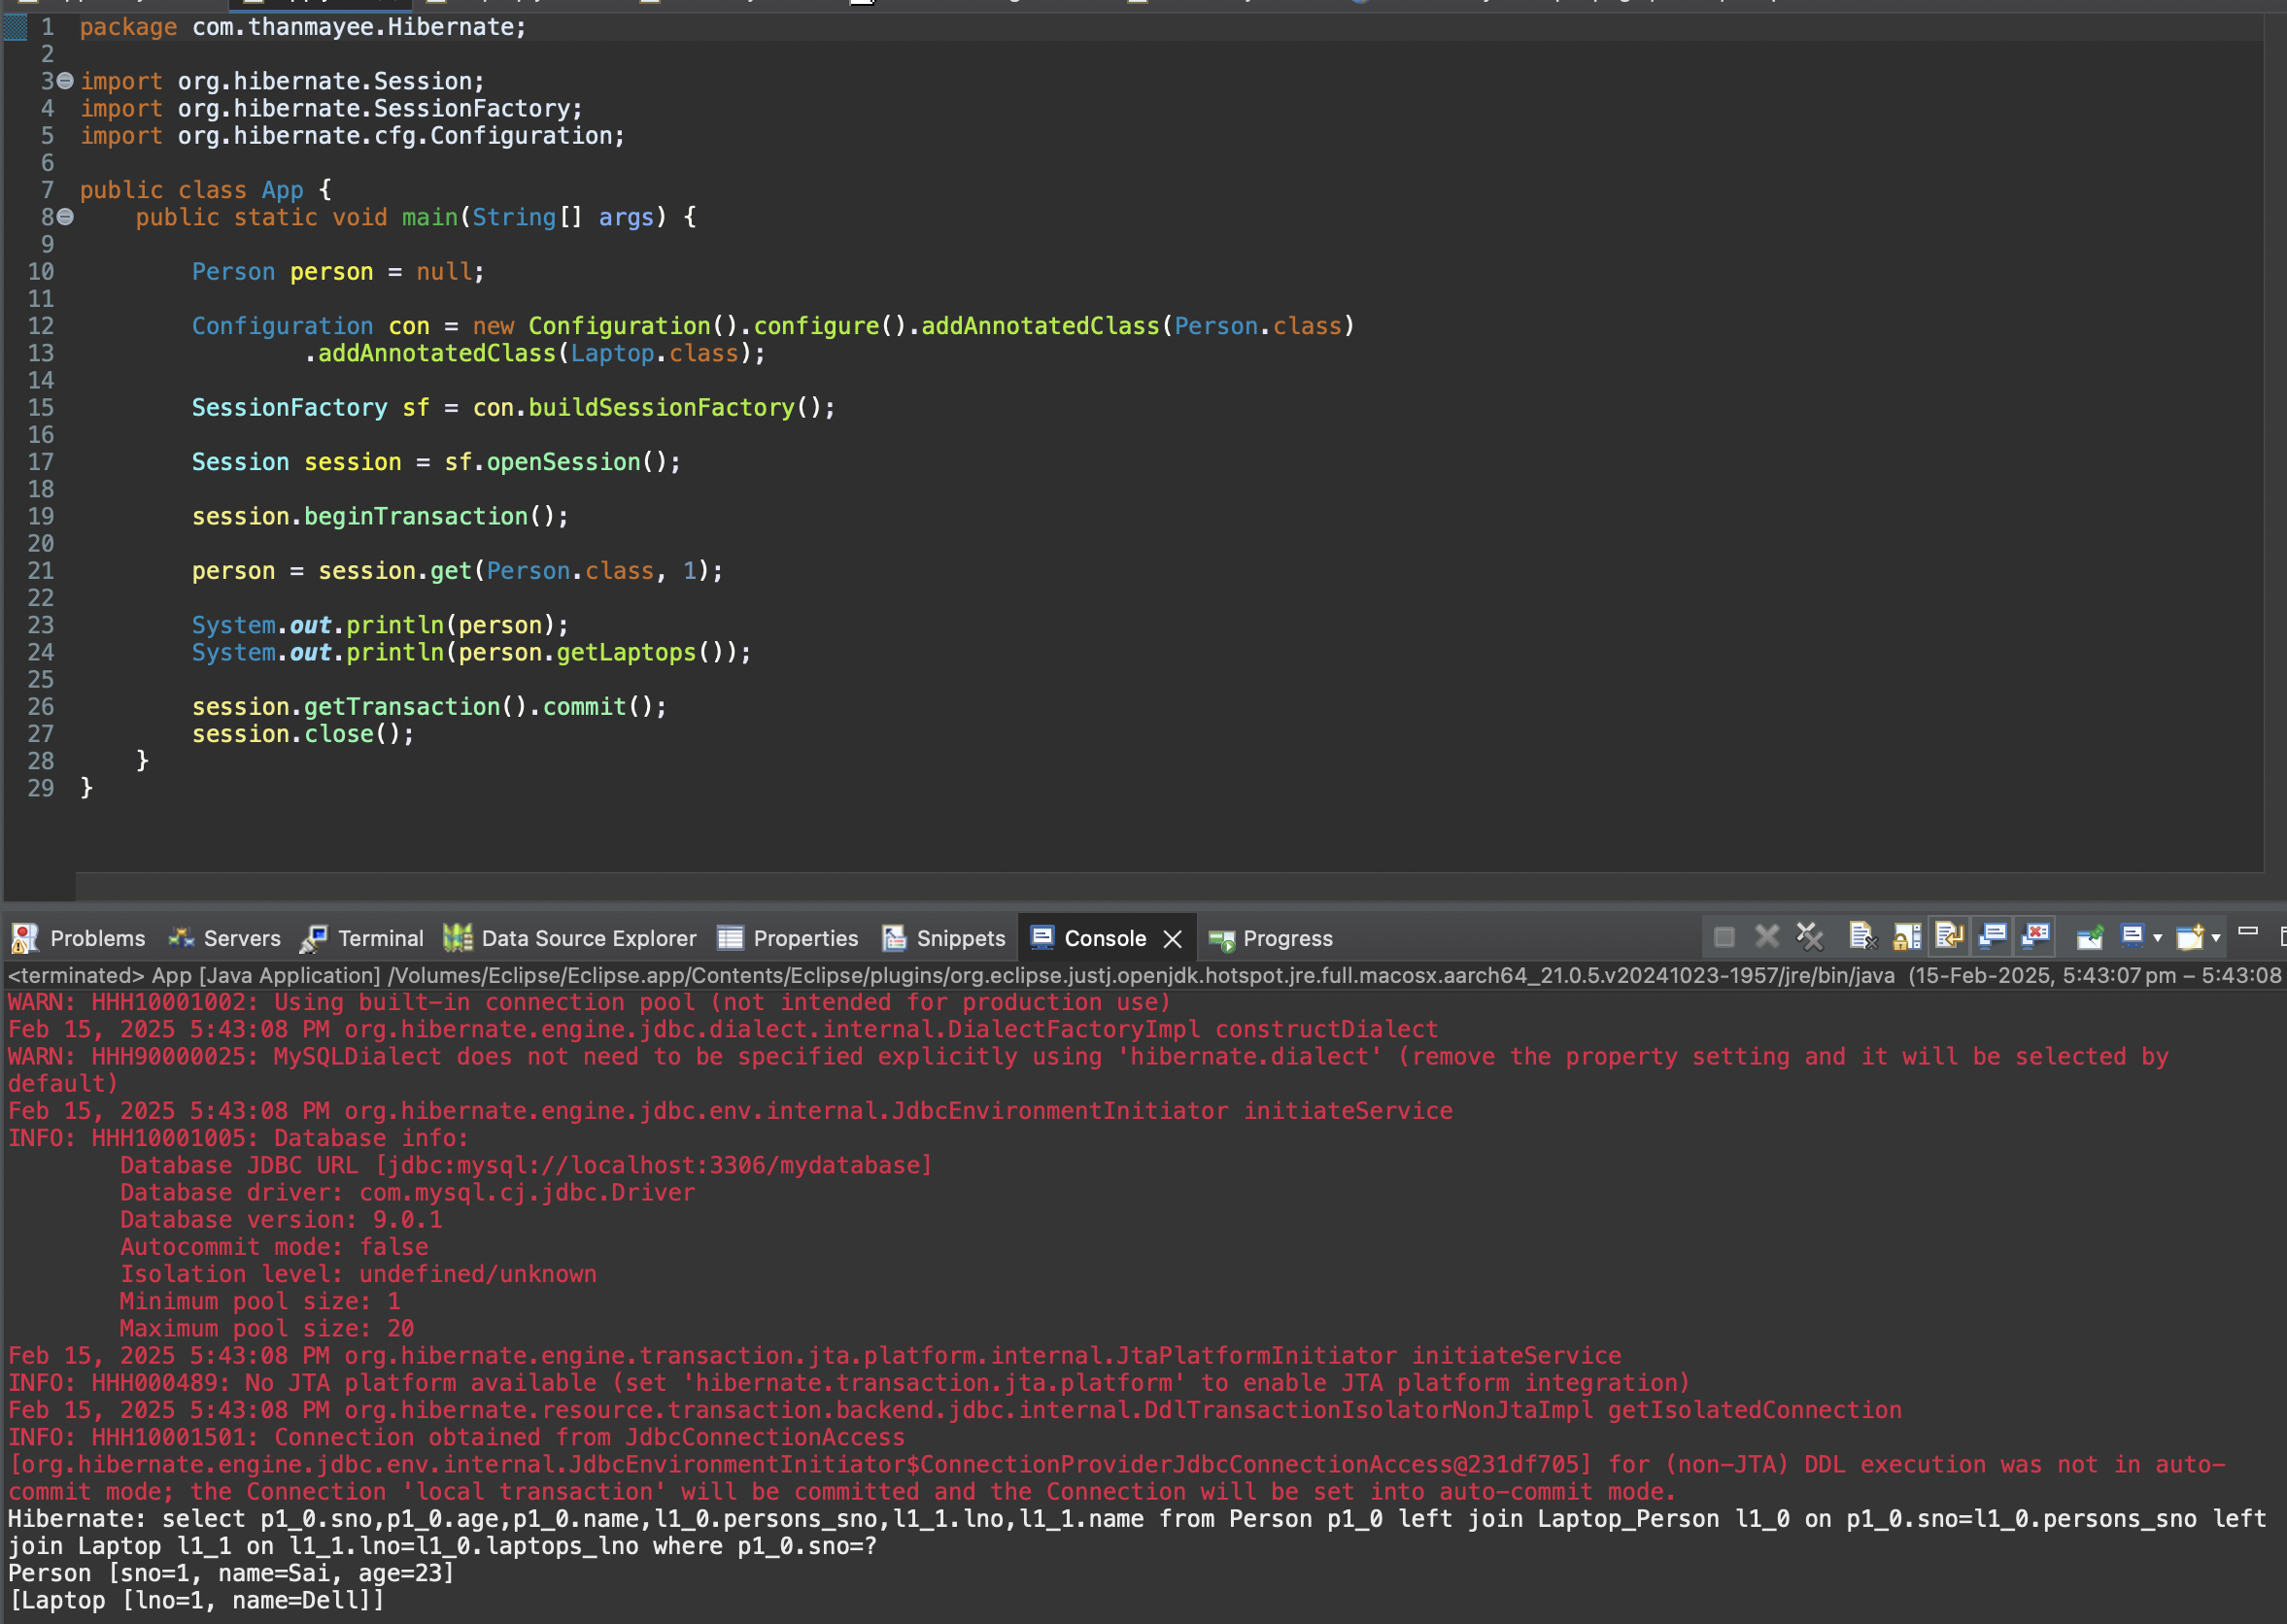 1 package com.thanmayee.Hibernate;
2
3 import org.hibernate.Session;
4 import org.hibernate.SessionFactory;
5 import org.hibernate.cfg.Configuration;
6
7 public class App {
8     public static void main(String[] args) {
9
10         Person person = null;
11
12         Configuration con = new Configuration().configure().addAnnotatedClass(Person.class)
13                 .addAnnotatedClass(Laptop.class);
14
15         SessionFactory sf = con.buildSessionFactory();
16
17         Session session = sf.openSession();
18
19         session.beginTransaction();
20
21         person = session.get(Person.class, 1);
22
23         System.out.println(person);
24         System.out.println(person.getLaptops());
25
26         session.getTransaction().commit();
27         session.close();
28     }
29 }
Problems Servers Terminal Data Source Explorer Properties Snippets Console Progress
<terminated> App [Java Application] /Volumes/Eclipse/Eclipse.app/Contents/Eclipse/plugins/org.eclipse.justj.openjdk.hotspot.jre.full.macosx.aarch64_21.0.5.v20241023-1957/jre/bin/java (15-Feb-2025, 5:43:07 pm – 5:43:08
WARN: HHH10001002: Using built-in connection pool (not intended for production use)
Feb 15, 2025 5:43:08 PM org.hibernate.engine.jdbc.dialect.internal.DialectFactoryImpl constructDialect
WARN: HHH90000025: MySQLDialect does not need to be specified explicitly using 'hibernate.dialect' (remove the property setting and it will be selected by
default)
Feb 15, 2025 5:43:08 PM org.hibernate.engine.jdbc.env.internal.JdbcEnvironmentInitiator initiateService
INFO: HHH10001005: Database info:
Database JDBC URL [jdbc:mysql://localhost:3306/mydatabase]
Database driver: com.mysql.cj.jdbc.Driver
Database version: 9.0.1
Autocommit mode: false
Isolation level: undefined/unknown
Minimum pool size: 1
Maximum pool size: 20
Feb 15, 2025 5:43:08 PM org.hibernate.engine.transaction.jta.platform.internal.JtaPlatformInitiator initiateService
INFO: HHH000489: No JTA platform available (set 'hibernate.transaction.jta.platform' to enable JTA platform integration)
Feb 15, 2025 5:43:08 PM org.hibernate.resource.transaction.backend.jdbc.internal.DdlTransactionIsolatorNonJtaImpl getIsolatedConnection
INFO: HHH10001501: Connection obtained from JdbcConnectionAccess
[org.hibernate.engine.jdbc.env.internal.JdbcEnvironmentInitiator$ConnectionProviderJdbcConnectionAccess@231df705] for (non-JTA) DDL execution was not in auto-
commit mode; the Connection 'local transaction' will be committed and the Connection will be set into auto-commit mode.
Hibernate: select p1_0.sno,p1_0.age,p1_0.name,l1_0.persons_sno,l1_1.lno,l1_1.name from Person p1_0 left join Laptop_Person l1_0 on p1_0.sno=l1_0.persons_sno left
join Laptop l1_1 on l1_1.lno=l1_0.laptops_lno where p1_0.sno=?
Person [sno=1, name=Sai, age=23]
[Laptop [lno=1, name=Dell]]